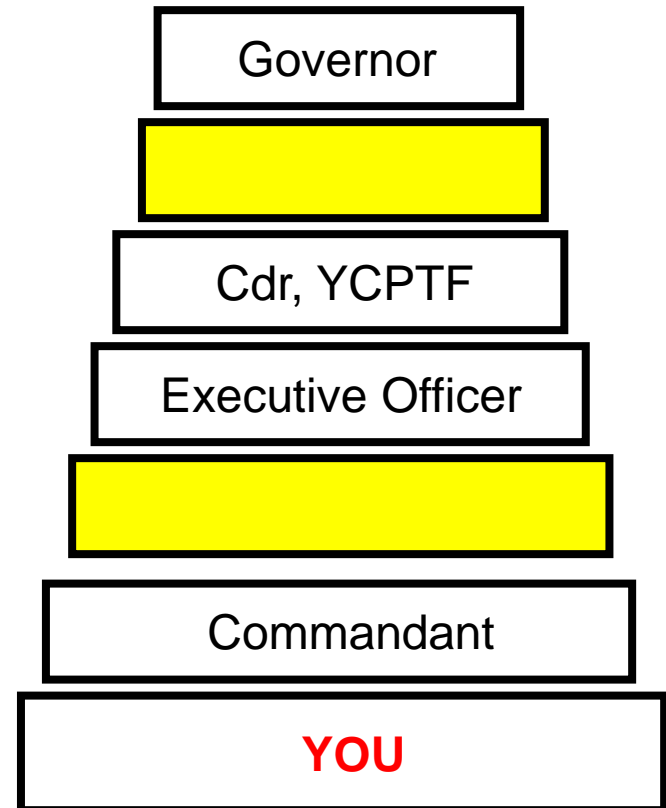 Governor
Cdr, YCPTF
Executive Officer
Commandant
YOU